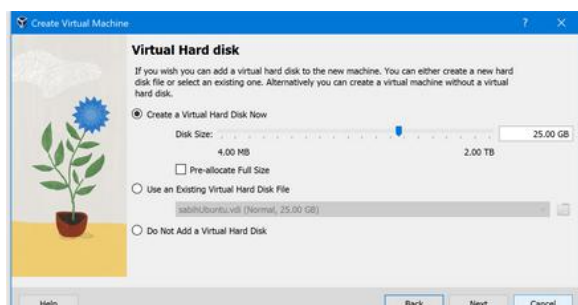 Create Virtual Machine
Virtual Hard disk
If you wish you can add a virtual hard disk to the new machine. You can either create a new hard
disk file or select an existing one. Alternatively you can create a virtual machine without a virtual
hard disk.
Create a Virtual Hard Disk Now
Disk Size:
25.00 GB
4.00 MB
2.00 TB
Pre-allocate Full Size
Use an Existing Virtual Hard Disk File
sabihUbuntu.vdi (Normal, 25.00 GB)
Do Not Add a Virtual Hard Disk
Help
Back
Next
Cancel